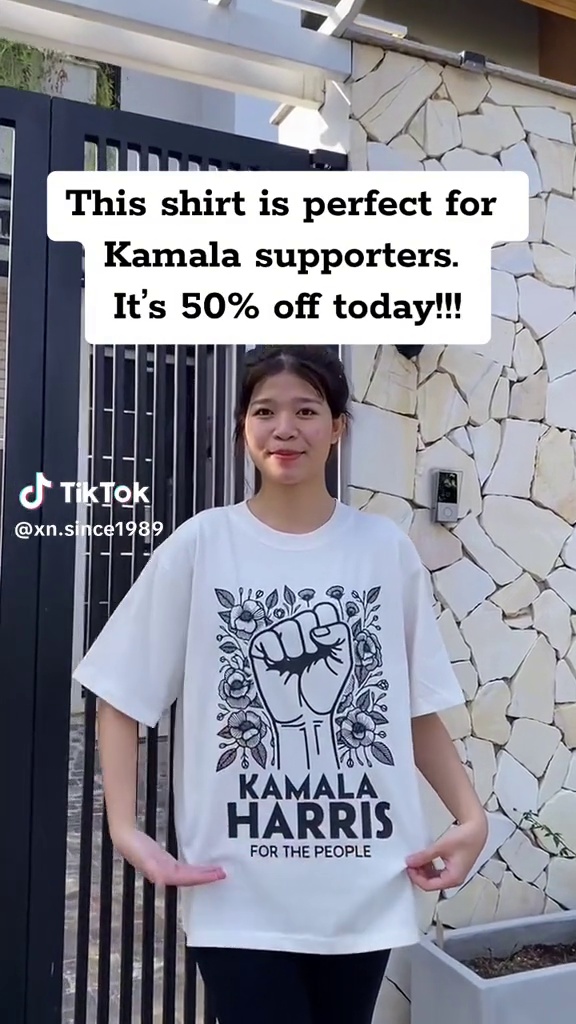 This shirt is perfect for
Kamala supporters.
It's 50% off today!!!
TikTok
@xn.since1989
KAMALA
HARRIS
FOR THE PEOPLE